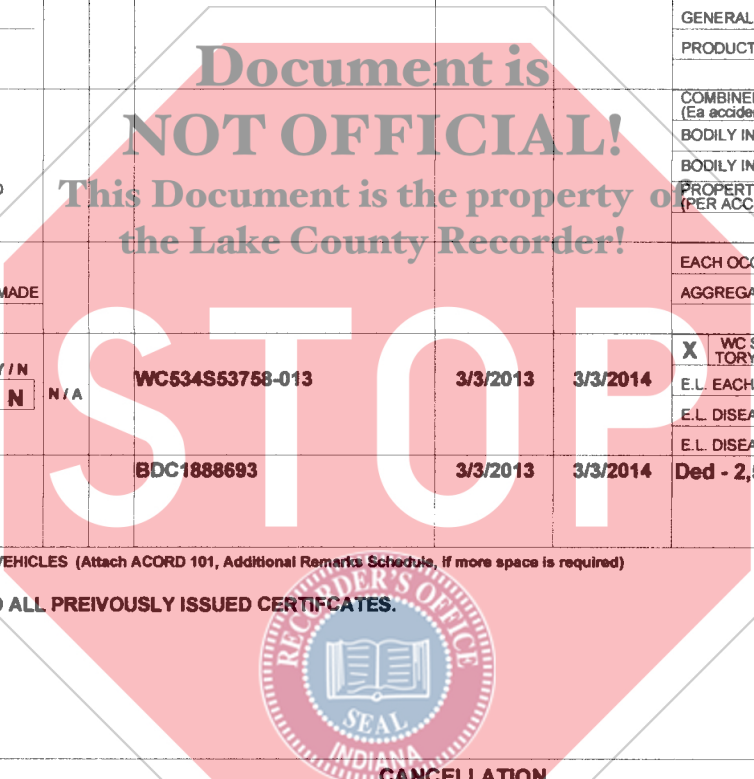 GENERAL
PRODUCT
Document is
COMBINE
(Ea accide
NOT OFFICIAL!
BODILY IN
BODILY IN
This Document is the property of
PROPERT
(PER ACC
the Lake County Recorder!
EACH OCC
MADE
AGGREGA
STOP
X WC S
TORY
Y / N
N
N / A
WC534S53758-013 3/3/2013 3/3/2014
E.L. EACH
E.L. DISEA
E.L. DISEA
BDC1888693 3/3/2013 3/3/2014 Ded - 2,
VEHICLES (Attach ACORD 101, Additional Remarks Schedule, if more space is required)
ALL PREIVOUSLY ISSUED CERTIFCATES.
RECORDER'S OFFICE
SEAL
INDIANA
CANCELLATION